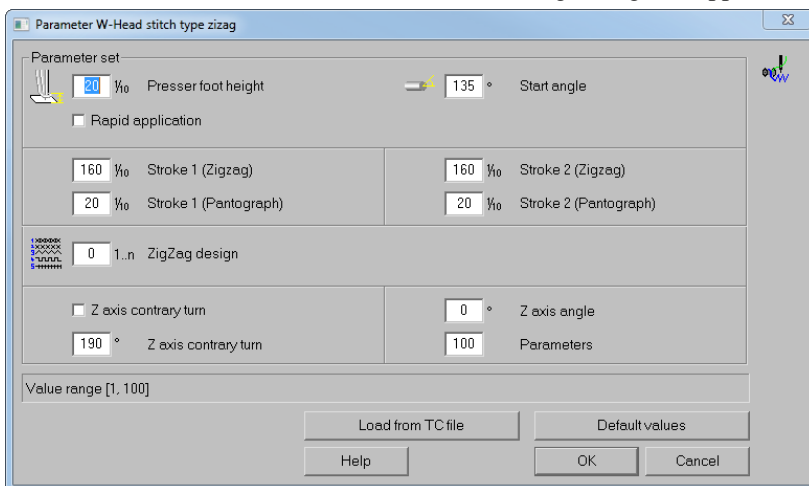 Parameter W-Head stitch type zizag
Parameter set
20 1/10 Presser foot height 135 ° Start angle
Rapid application
160 1/10 Stroke 1 (Zigzag) 160 1/10 Stroke 2 (Zigzag)
20 1/10 Stroke 1 (Pantograph) 20 1/10 Stroke 2 (Pantograph)
0 1..n ZigZag design
Z axis contrary turn 0 ° Z axis angle
190 ° Z axis contrary turn 100 Parameters
Value range [1, 100]
Load from TC file Default values
Help OK Cancel